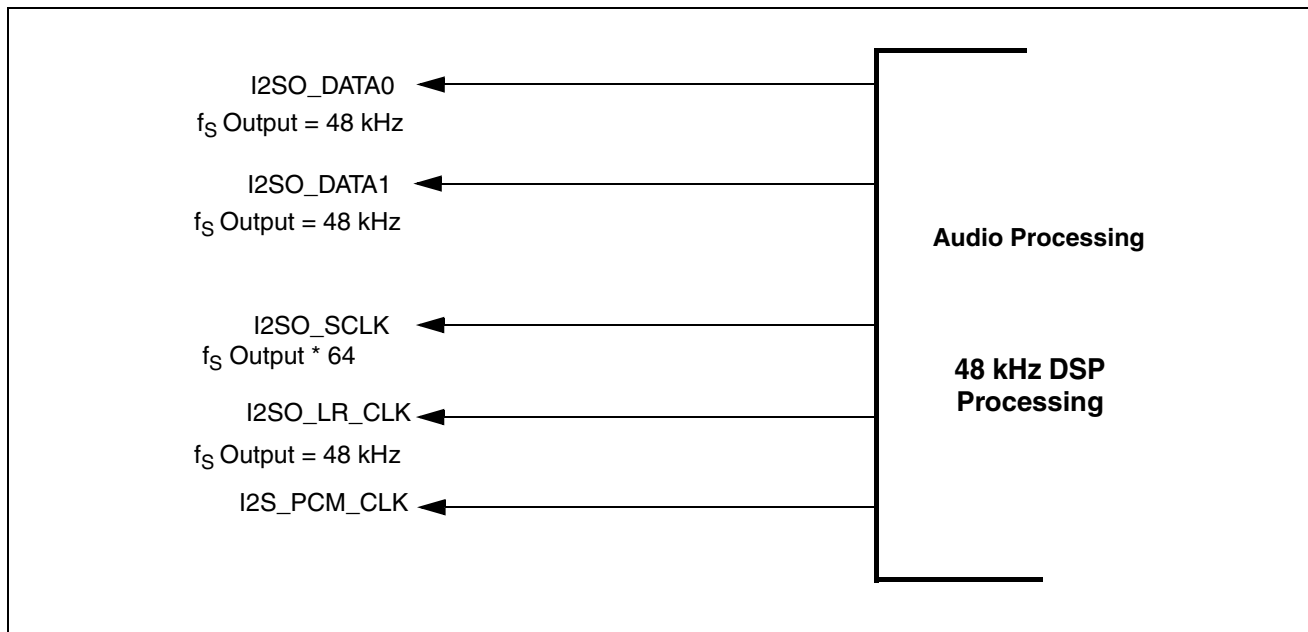 I2SO_DATA0
fS Output = 48 kHz
I2SO_DATA1
fS Output = 48 kHz
I2SO_SCLK
fS Output * 64
I2SO_LR_CLK
fS Output = 48 kHz
I2S_PCM_CLK
Audio Processing
48 kHz DSP
Processing